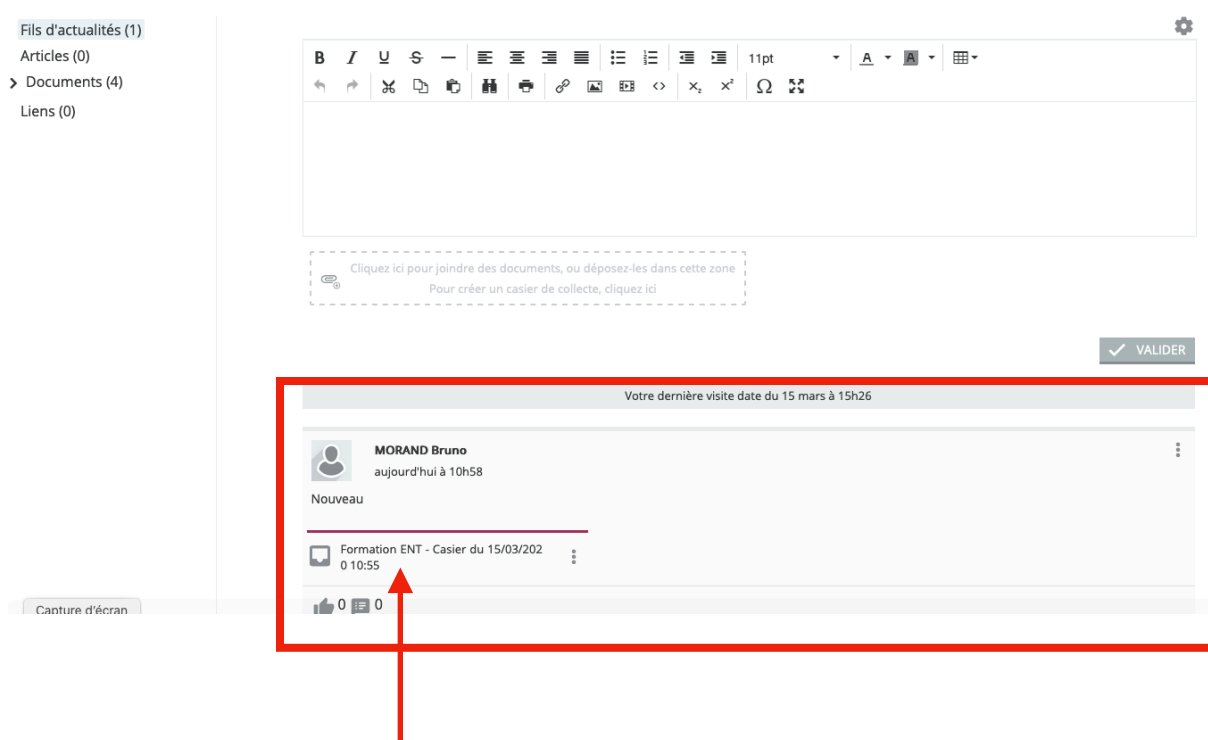 Fils d'actualités (1)
Articles (0)
Documents (4)
Liens (0)
B I U S
11pt
A A
Ω
Cliquez ici pour joindre des documents, ou déposez-les dans cette zone
Pour créer un casier de collecte, cliquez ici
VALIDER
Votre dernière visite date du 15 mars à 15h26
MORAND Bruno
aujourd'hui à 10h58
Nouveau
Formation ENT - Casier du 15/03/202
0 10:55
0 0
Capture d'écran